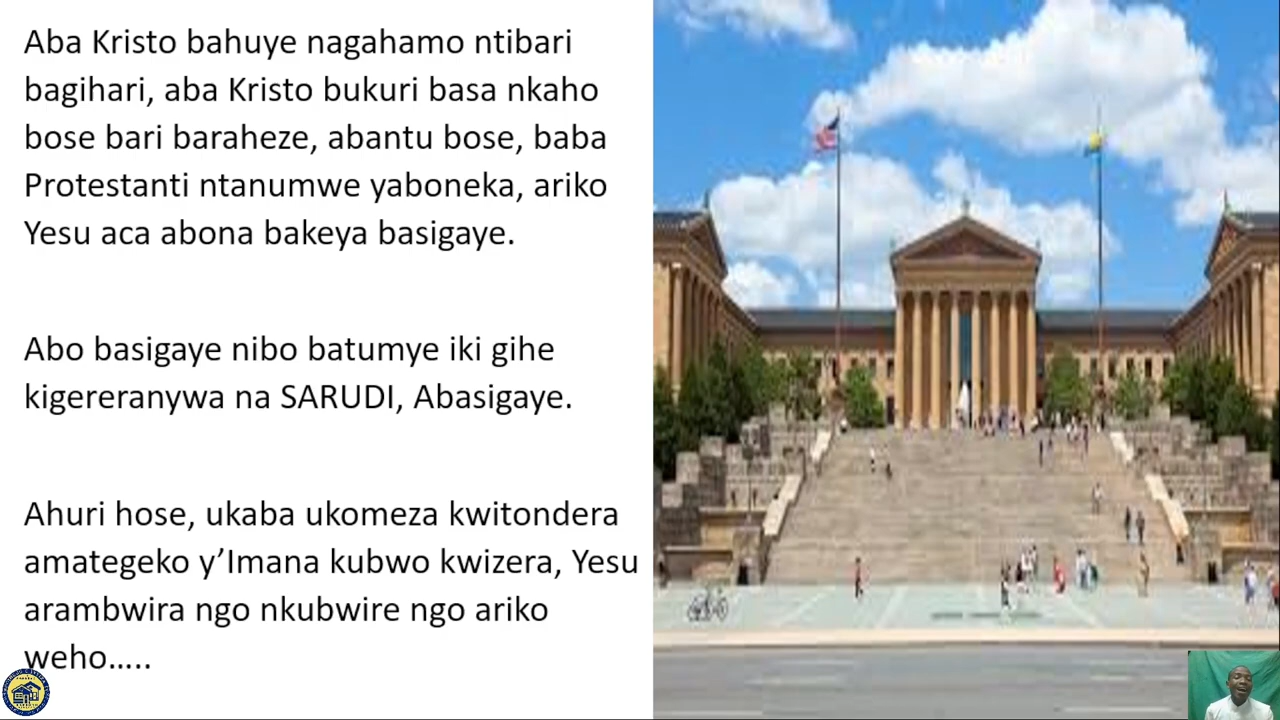 Aba Kristo bahuye nagahamo ntibari
bagihari, aba Kristo bukuri basa nkaho
bose bari baraheze, abantu bose, baba
Protestanti ntanumwe yaboneka, ariko
Yesu aca abona bakeya basigaye.
Abo basigaye nibo batumye iki gihe
kigereranywa na SARUDI, Abasigaye.
Ahuri hose, ukaba ukomeza kwitondera
amategeko y’Imana kubwo kwizera, Yesu
arambwira ngo nkubwire ngo ariko
weho…..